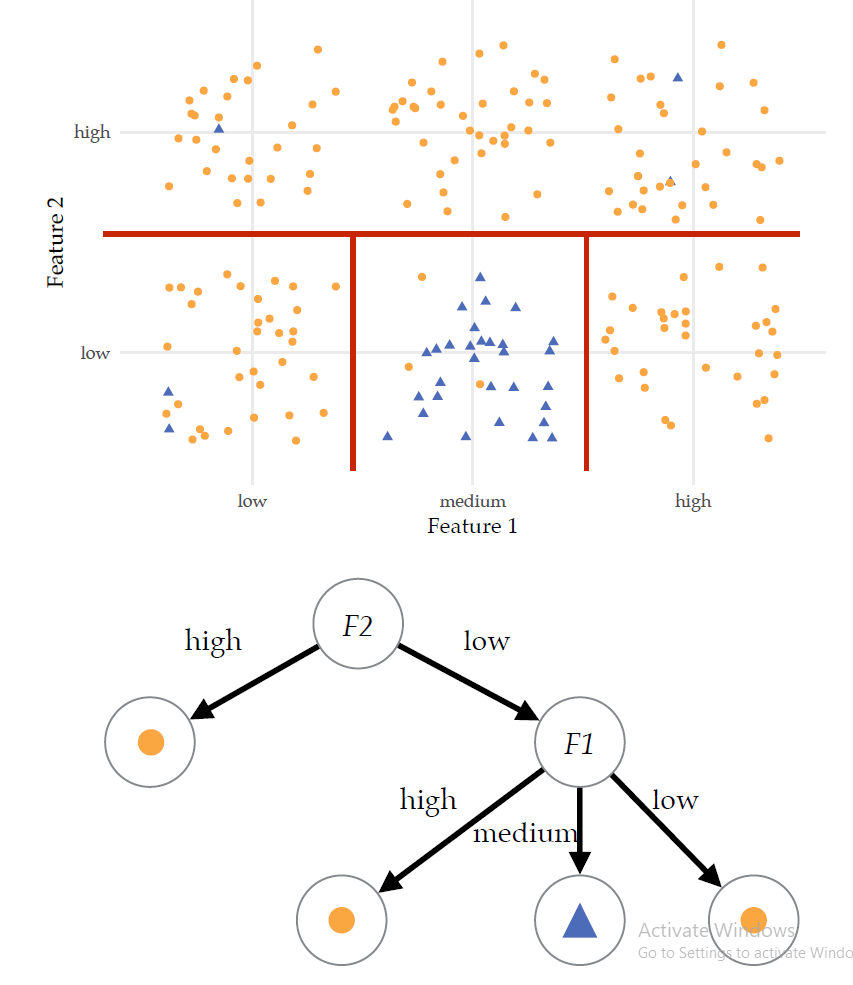 high
Feature 2
low
low medium high
Feature 1
F2
high low
F1
high low
medium
Activate Windows
Go to Settings to activate Windo